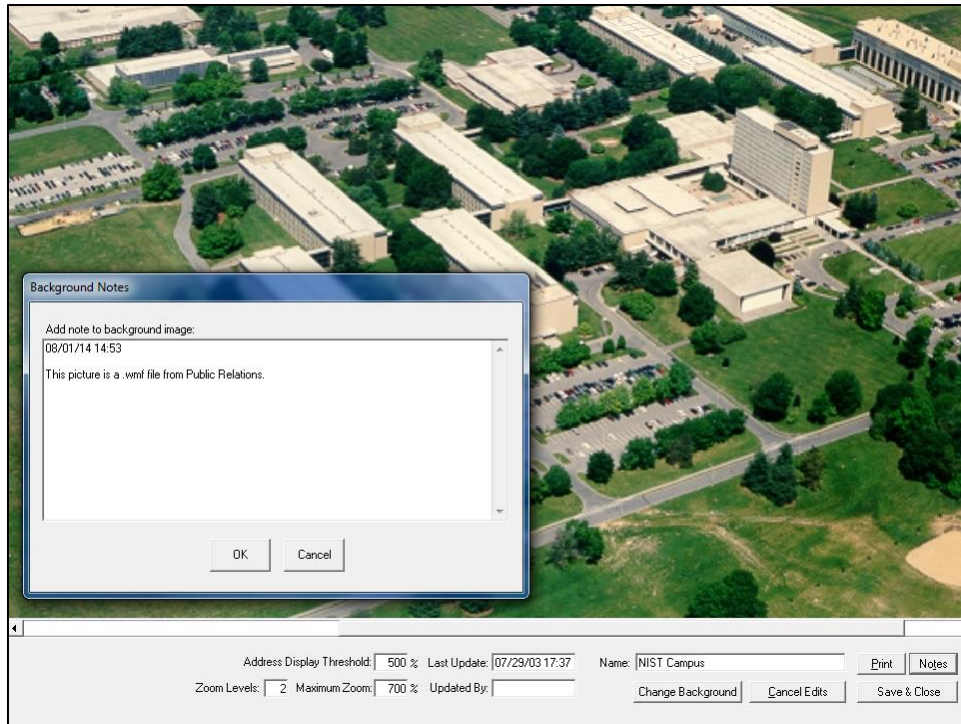 Background Notes
Add note to background image:
08/01/14 14:53
This picture is a .wmf file from Public Relations.
OK Cancel
Address Display Threshold: 500 % Last Update: 07/29/03 17:37 Name: NIST Campus Print Notes
Zoom Levels: 2 Maximum Zoom: 700 % Updated By: Change Background Cancel Edits Save & Close